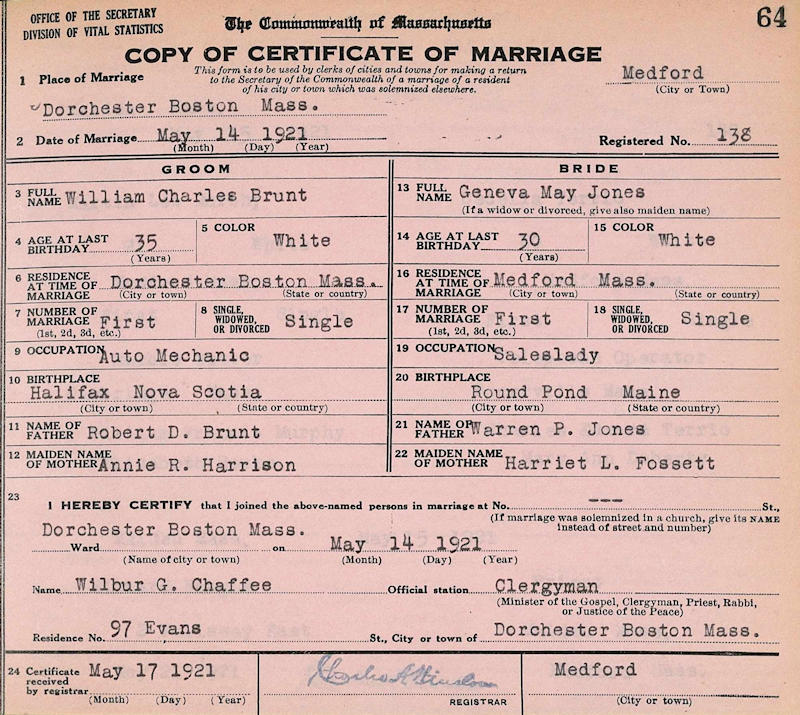 OFFICE OF THE SECRETARY
DIVISION OF VITAL STATISTICS
The Commonwealth of Massachusetts
64
COPY OF CERTIFICATE OF MARRIAGE
This form is to be used by clerks of cities and towns for making a return
to the Secretary of the Commonwealth of a marriage of a resident
of his city or town which was solemnized elsewhere.
1 Place of Marriage
Medford
(City or Town)
Dorchester Boston Mass.
2 Date of Marriage May 14 1921
(Month) (Day) (Year)
Registered No. 138
GROOM
3 FULL NAME William Charles Brunt
4 AGE AT LAST BIRTHDAY 35
(Years)
5 COLOR White
6 RESIDENCE AT TIME OF MARRIAGE Dorchester Boston Mass.
(City or town) (State or country)
7 NUMBER OF MARRIAGE First
(1st, 2d, 3d, etc.)
8 SINGLE, WIDOWED, OR DIVORCED Single
9 OCCUPATION Auto Mechanic
10 BIRTHPLACE
Halifax Nova Scotia
(City or town) (State or country)
11 NAME OF FATHER Robert D. Brunt
12 MAIDEN NAME OF MOTHER Annie R. Harrison
BRIDE
13 FULL NAME Geneva May Jones
(If a widow or divorced, give also maiden name)
14 AGE AT LAST BIRTHDAY 30
(Years)
15 COLOR White
16 RESIDENCE AT TIME OF MARRIAGE Medford Mass.
(City or town) (State or country)
17 NUMBER OF MARRIAGE First
(1st, 2d, 3d, etc.)
18 SINGLE, WIDOWED, OR DIVORCED Single
19 OCCUPATION Saleslady
20 BIRTHPLACE
Round Pond Maine
(City or town) (State or country)
21 NAME OF FATHER Warren P. Jones
22 MAIDEN NAME OF MOTHER Harriet L. Fossett
23
I HEREBY CERTIFY that I joined the above-named persons in marriage at No. --- St.,
(If marriage was solemnized in a church, give its NAME
instead of street and number)
Dorchester Boston Mass.
Ward on May 14 1921
(Name of city or town) (Month) (Day) (Year)
Name Wilbur G. Chaffee Official station Clergyman
(Minister of the Gospel, Clergyman, Priest, Rabbi,
or Justice of the Peace)
Residence No. 97 Evans St., City or town of Dorchester Boston Mass.
24 Certificate received by registrar May 17 1921
(Month) (Day) (Year)
REGISTRAR
Medford
(City or town)